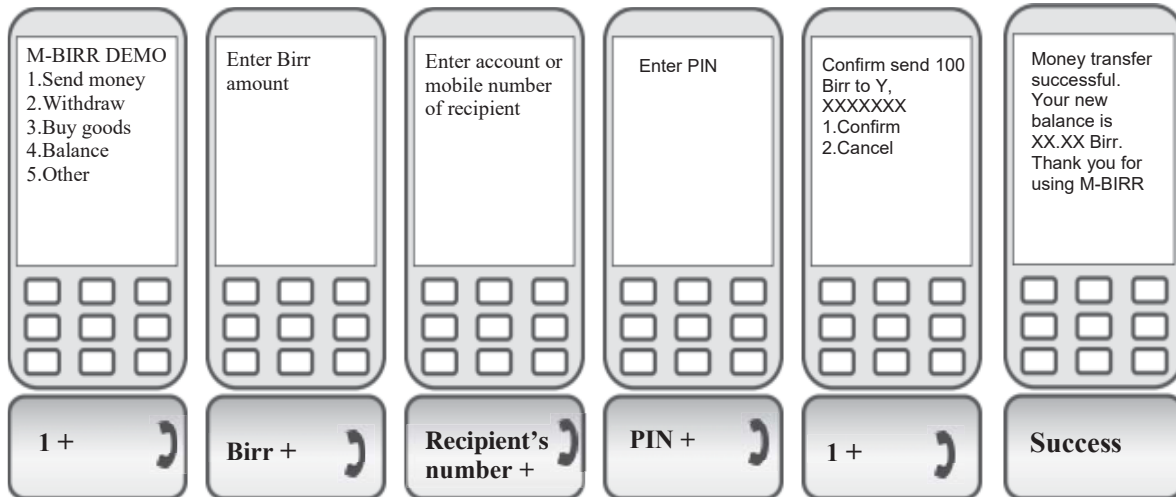 M-BIRR DEMO
1.Send money
2.Withdraw
3.Buy goods
4.Balance
5.Other
1 +
Enter Birr
amount
Birr +
Enter account or
mobile number
of recipient
Recipient's
number +
Enter PIN
PIN +
Confirm send 100
Birr to Y,
XXXXXXX
1.Confirm
2.Cancel
1 +
Money transfer
successful.
Your new
balance is
XX.XX Birr.
Thank you for
using M-BIRR
Success